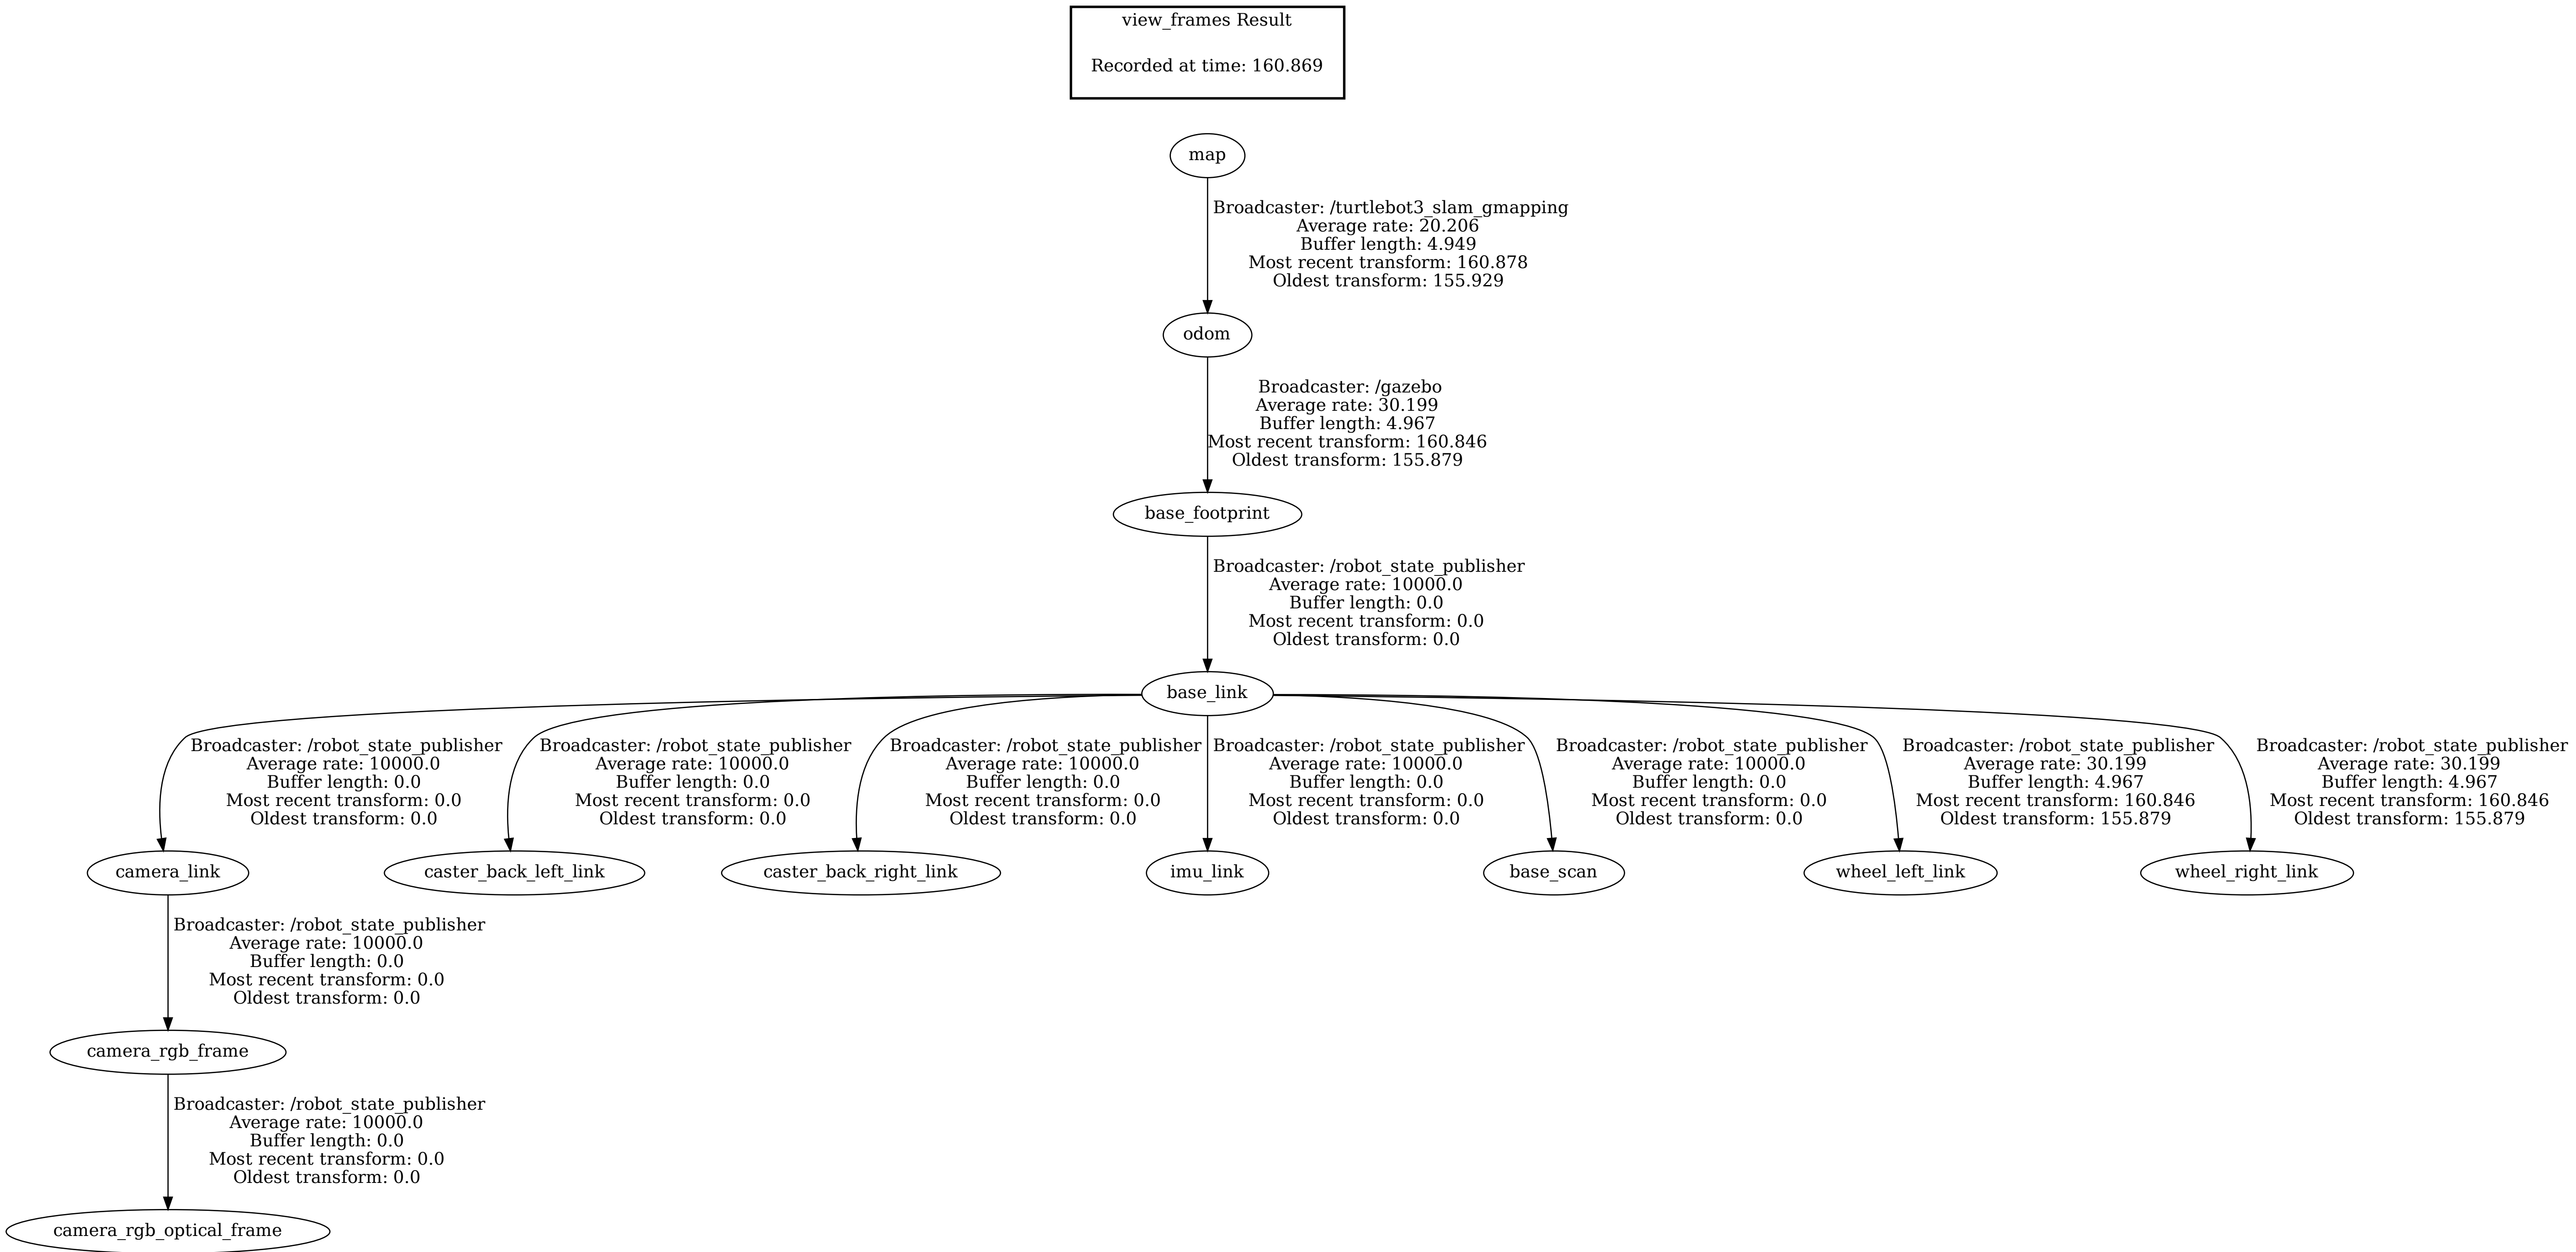 view_frames Result
Recorded at time: 160.869
map
Broadcaster: /turtlebot3_slam_gmapping
Average rate: 20.206
Buffer length: 4.949
Most recent transform: 160.878
Oldest transform: 155.929
odom
Broadcaster: /gazebo
Average rate: 30.199
Buffer length: 4.967
Most recent transform: 160.846
Oldest transform: 155.879
base_footprint
Broadcaster: /robot_state_publisher
Average rate: 10000.0
Buffer length: 0.0
Most recent transform: 0.0
Oldest transform: 0.0
base_link
Broadcaster: /robot_state_publisher
Average rate: 10000.0
Buffer length: 0.0
Most recent transform: 0.0
Oldest transform: 0.0
Broadcaster: /robot_state_publisher
Average rate: 10000.0
Buffer length: 0.0
Most recent transform: 0.0
Oldest transform: 0.0
Broadcaster: /robot_state_publisher
Average rate: 10000.0
Buffer length: 0.0
Most recent transform: 0.0
Oldest transform: 0.0
Broadcaster: /robot_state_publisher
Average rate: 10000.0
Buffer length: 0.0
Most recent transform: 0.0
Oldest transform: 0.0
Broadcaster: /robot_state_publisher
Average rate: 10000.0
Buffer length: 0.0
Most recent transform: 0.0
Oldest transform: 0.0
Broadcaster: /robot_state_publisher
Average rate: 30.199
Buffer length: 4.967
Most recent transform: 160.846
Oldest transform: 155.879
Broadcaster: /robot_state_publisher
Average rate: 30.199
Buffer length: 4.967
Most recent transform: 160.846
Oldest transform: 155.879
camera_link
caster_back_left_link
caster_back_right_link
imu_link
base_scan
wheel_left_link
wheel_right_link
Broadcaster: /robot_state_publisher
Average rate: 10000.0
Buffer length: 0.0
Most recent transform: 0.0
Oldest transform: 0.0
camera_rgb_frame
Broadcaster: /robot_state_publisher
Average rate: 10000.0
Buffer length: 0.0
Most recent transform: 0.0
Oldest transform: 0.0
camera_rgb_optical_frame